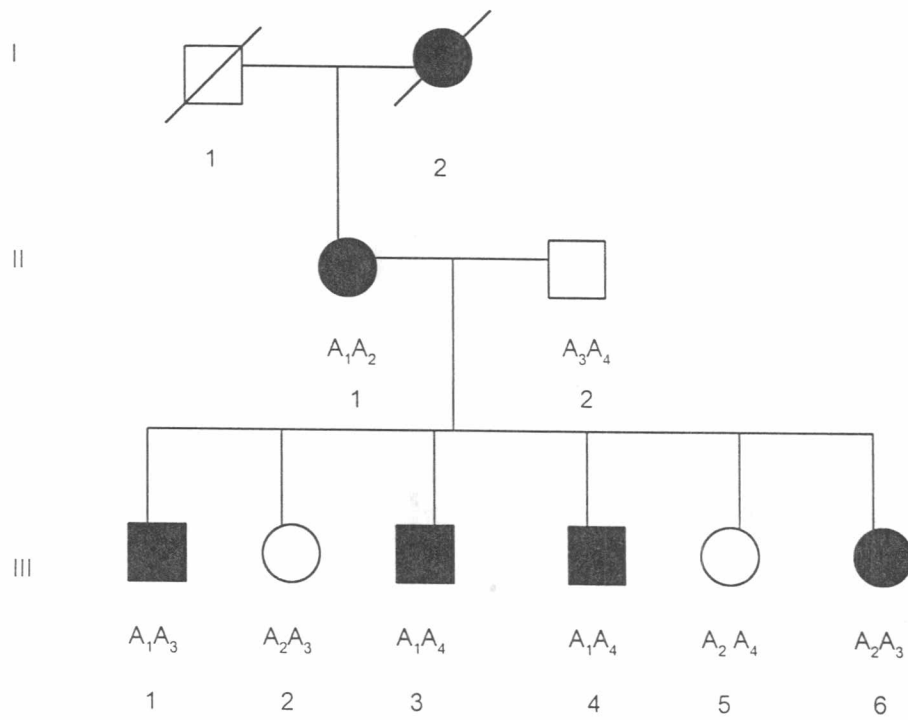 I
1 2
II
A₁A₂ A₃A₄
1 2
III
A₁A₃ A₂A₃ A₁A₄ A₁A₄ A₂ A₄ A₂A₃
1 2 3 4 5 6